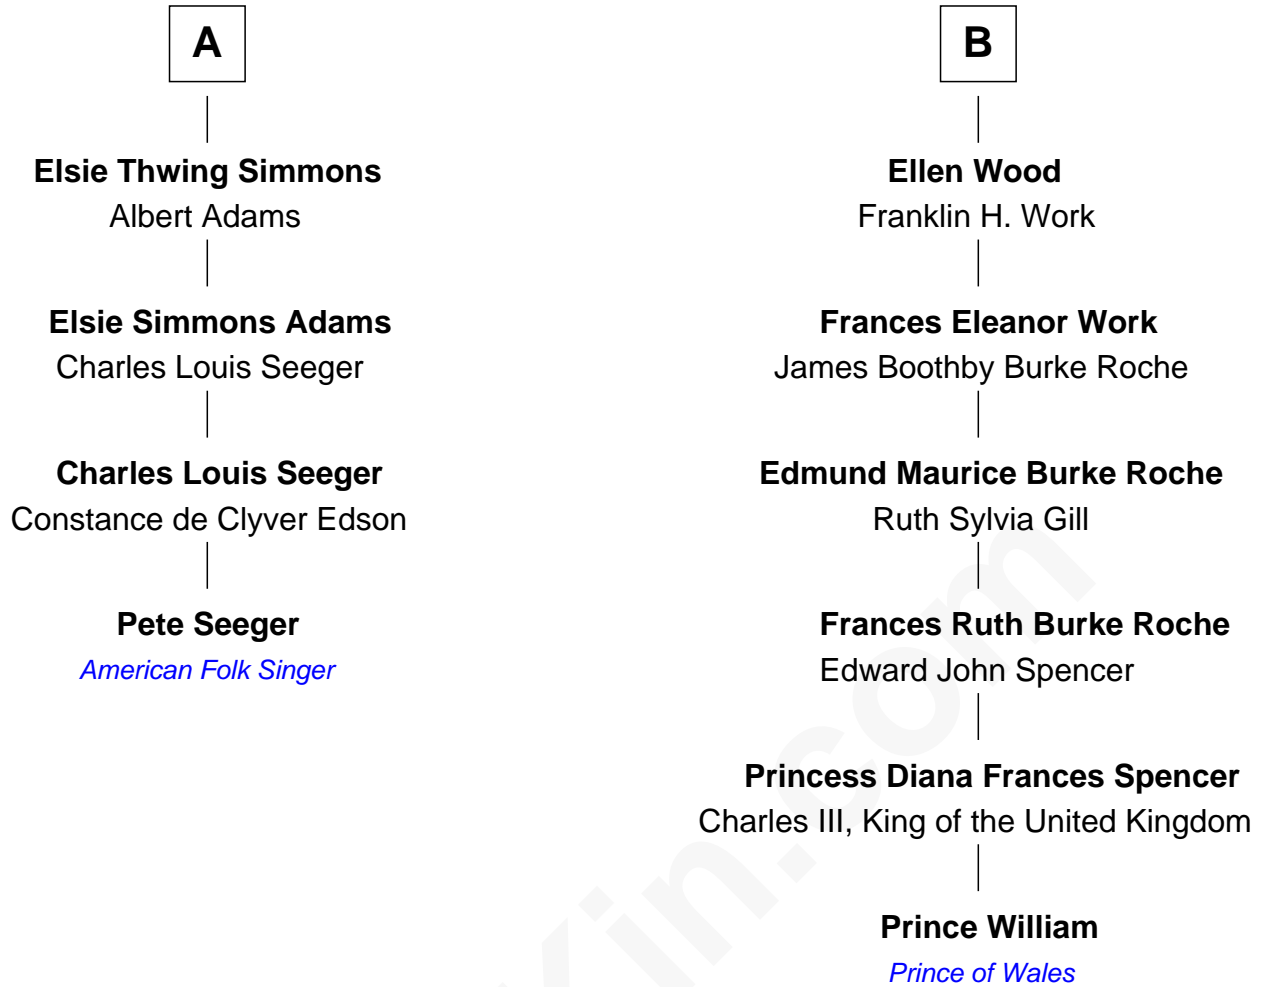 A
Elsie Thwing Simmons
Albert Adams
Elsie Simmons Adams
Charles Louis Seeger
Charles Louis Seeger
Constance de Clyver Edson
Pete Seeger
American Folk Singer
B
Ellen Wood
Franklin H. Work
Frances Eleanor Work
James Boothby Burke Roche
Edmund Maurice Burke Roche
Ruth Sylvia Gill
Frances Ruth Burke Roche
Edward John Spencer
Princess Diana Frances Spencer
Charles III, King of the United Kingdom
Prince William
Prince of Wales
Kin.com